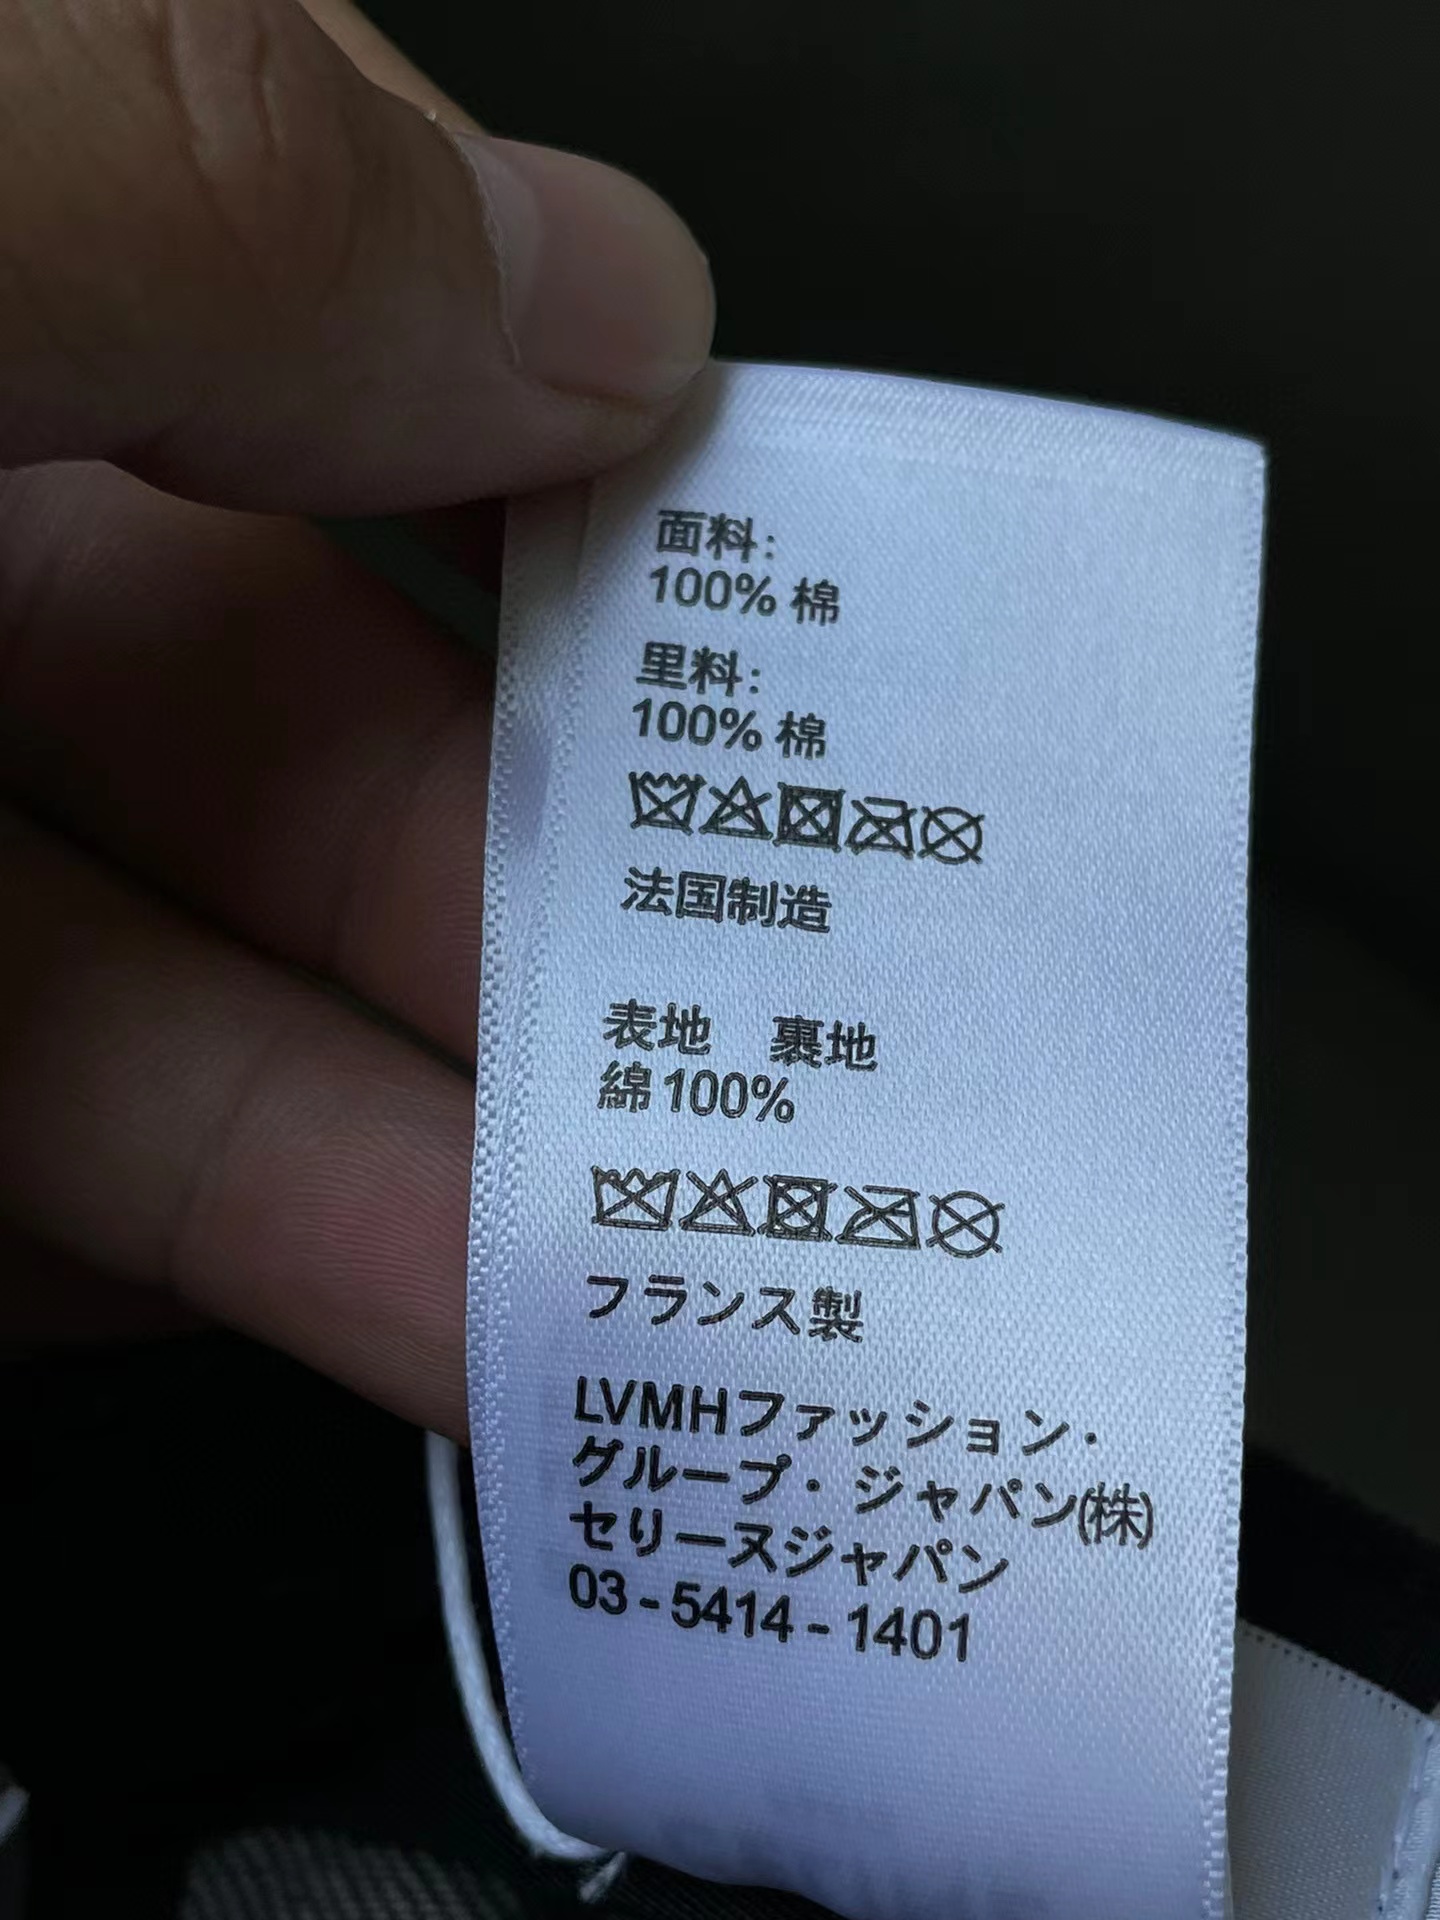 面料:
100% 棉
里料:
100% 棉
法国制造
表地　裏地
綿100%
フランス製
LVMHファッション・
グループ・ジャパン(株)
セリーヌジャパン
03-5414-1401